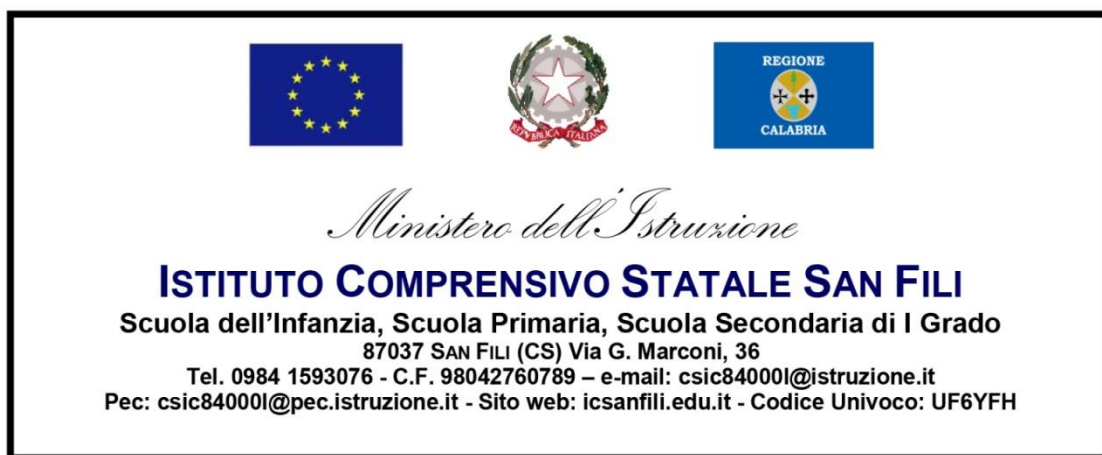 REGIONE
CALABRIA
REPVBBLICA ITALIANA
Ministero dell'Istruzione
ISTITUTO COMPRENSIVO STATALE SAN FILI
Scuola dell'Infanzia, Scuola Primaria, Scuola Secondaria di I Grado
87037 SAN FILI (CS) Via G. Marconi, 36
Tel. 0984 1593076 - C.F. 98042760789 – e-mail: csic84000l@istruzione.it
Pec: csic84000l@pec.istruzione.it - Sito web: icsanfili.edu.it - Codice Univoco: UF6YFH